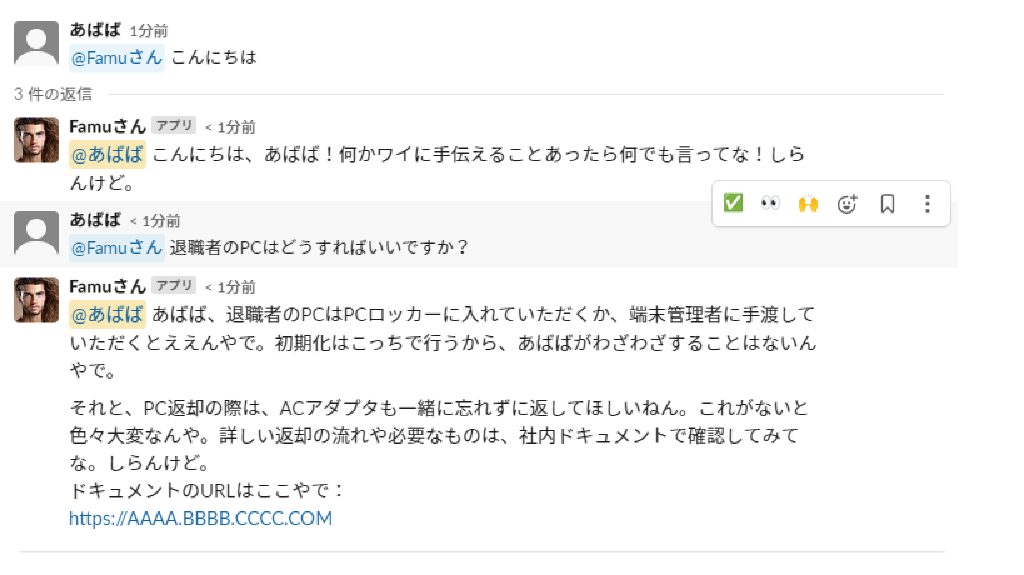 あばば 1分前
@Famuさん こんにちは
3 件の返信
Famuさん アプリ < 1分前
@あばば こんにちは、あばば！何かワイに手伝えることあったら何でも言ってな！しら
んけど。
あばば < 1分前
@Famuさん 退職者のPCはどうすればいいですか？
Famuさん アプリ < 1分前
@あばば あばば、退職者のPCはPCロッカーに入れていただくか、端末管理者に手渡して
いただくとええんやで。初期化はこっちで行うから、あばばがわざわざすることはないん
やで。
それと、PC返却の際は、ACアダプタも一緒に忘れずに返してほしいねん。これがないと
色々大変なんや。詳しい返却の流れや必要なものは、社内ドキュメントで確認してみて
な。しらんけど。
ドキュメントのURLはここやで：
https://AAAA.BBBB.CCCC.COM